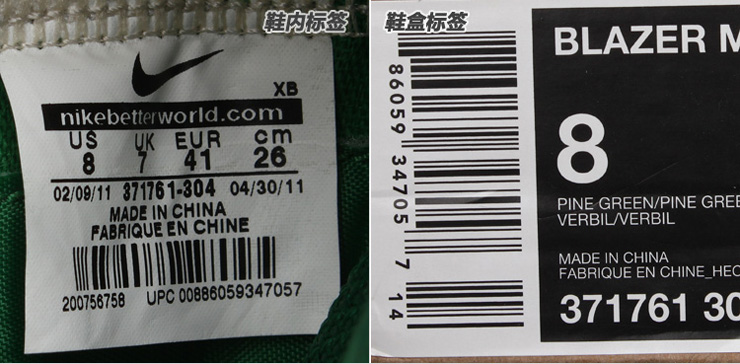 鞋内标签
XB
nikebetterworld.com
US UK EUR cm
8 7 41 26
02/09/11 371761-304 04/30/11
MADE IN CHINA
FABRIQUE EN CHINE
200756758 UPC 00886059347057
鞋盒标签
86059 34705 7 14
BLAZER M
8
PINE GREEN/PINE GREE
VERBIL/VERBIL
MADE IN CHINA
FABRIQUE EN CHINE_HEC
371761 30